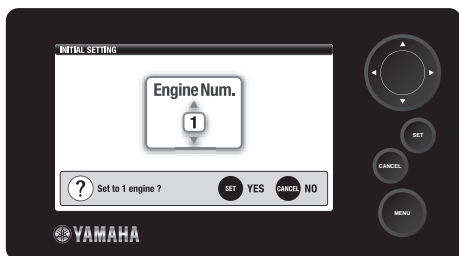 INITIAL SETTING
Engine Num.
1
? Set to 1 engine ? SET YES CANCEL NO
SET
CANCEL
MENU
YAMAHA